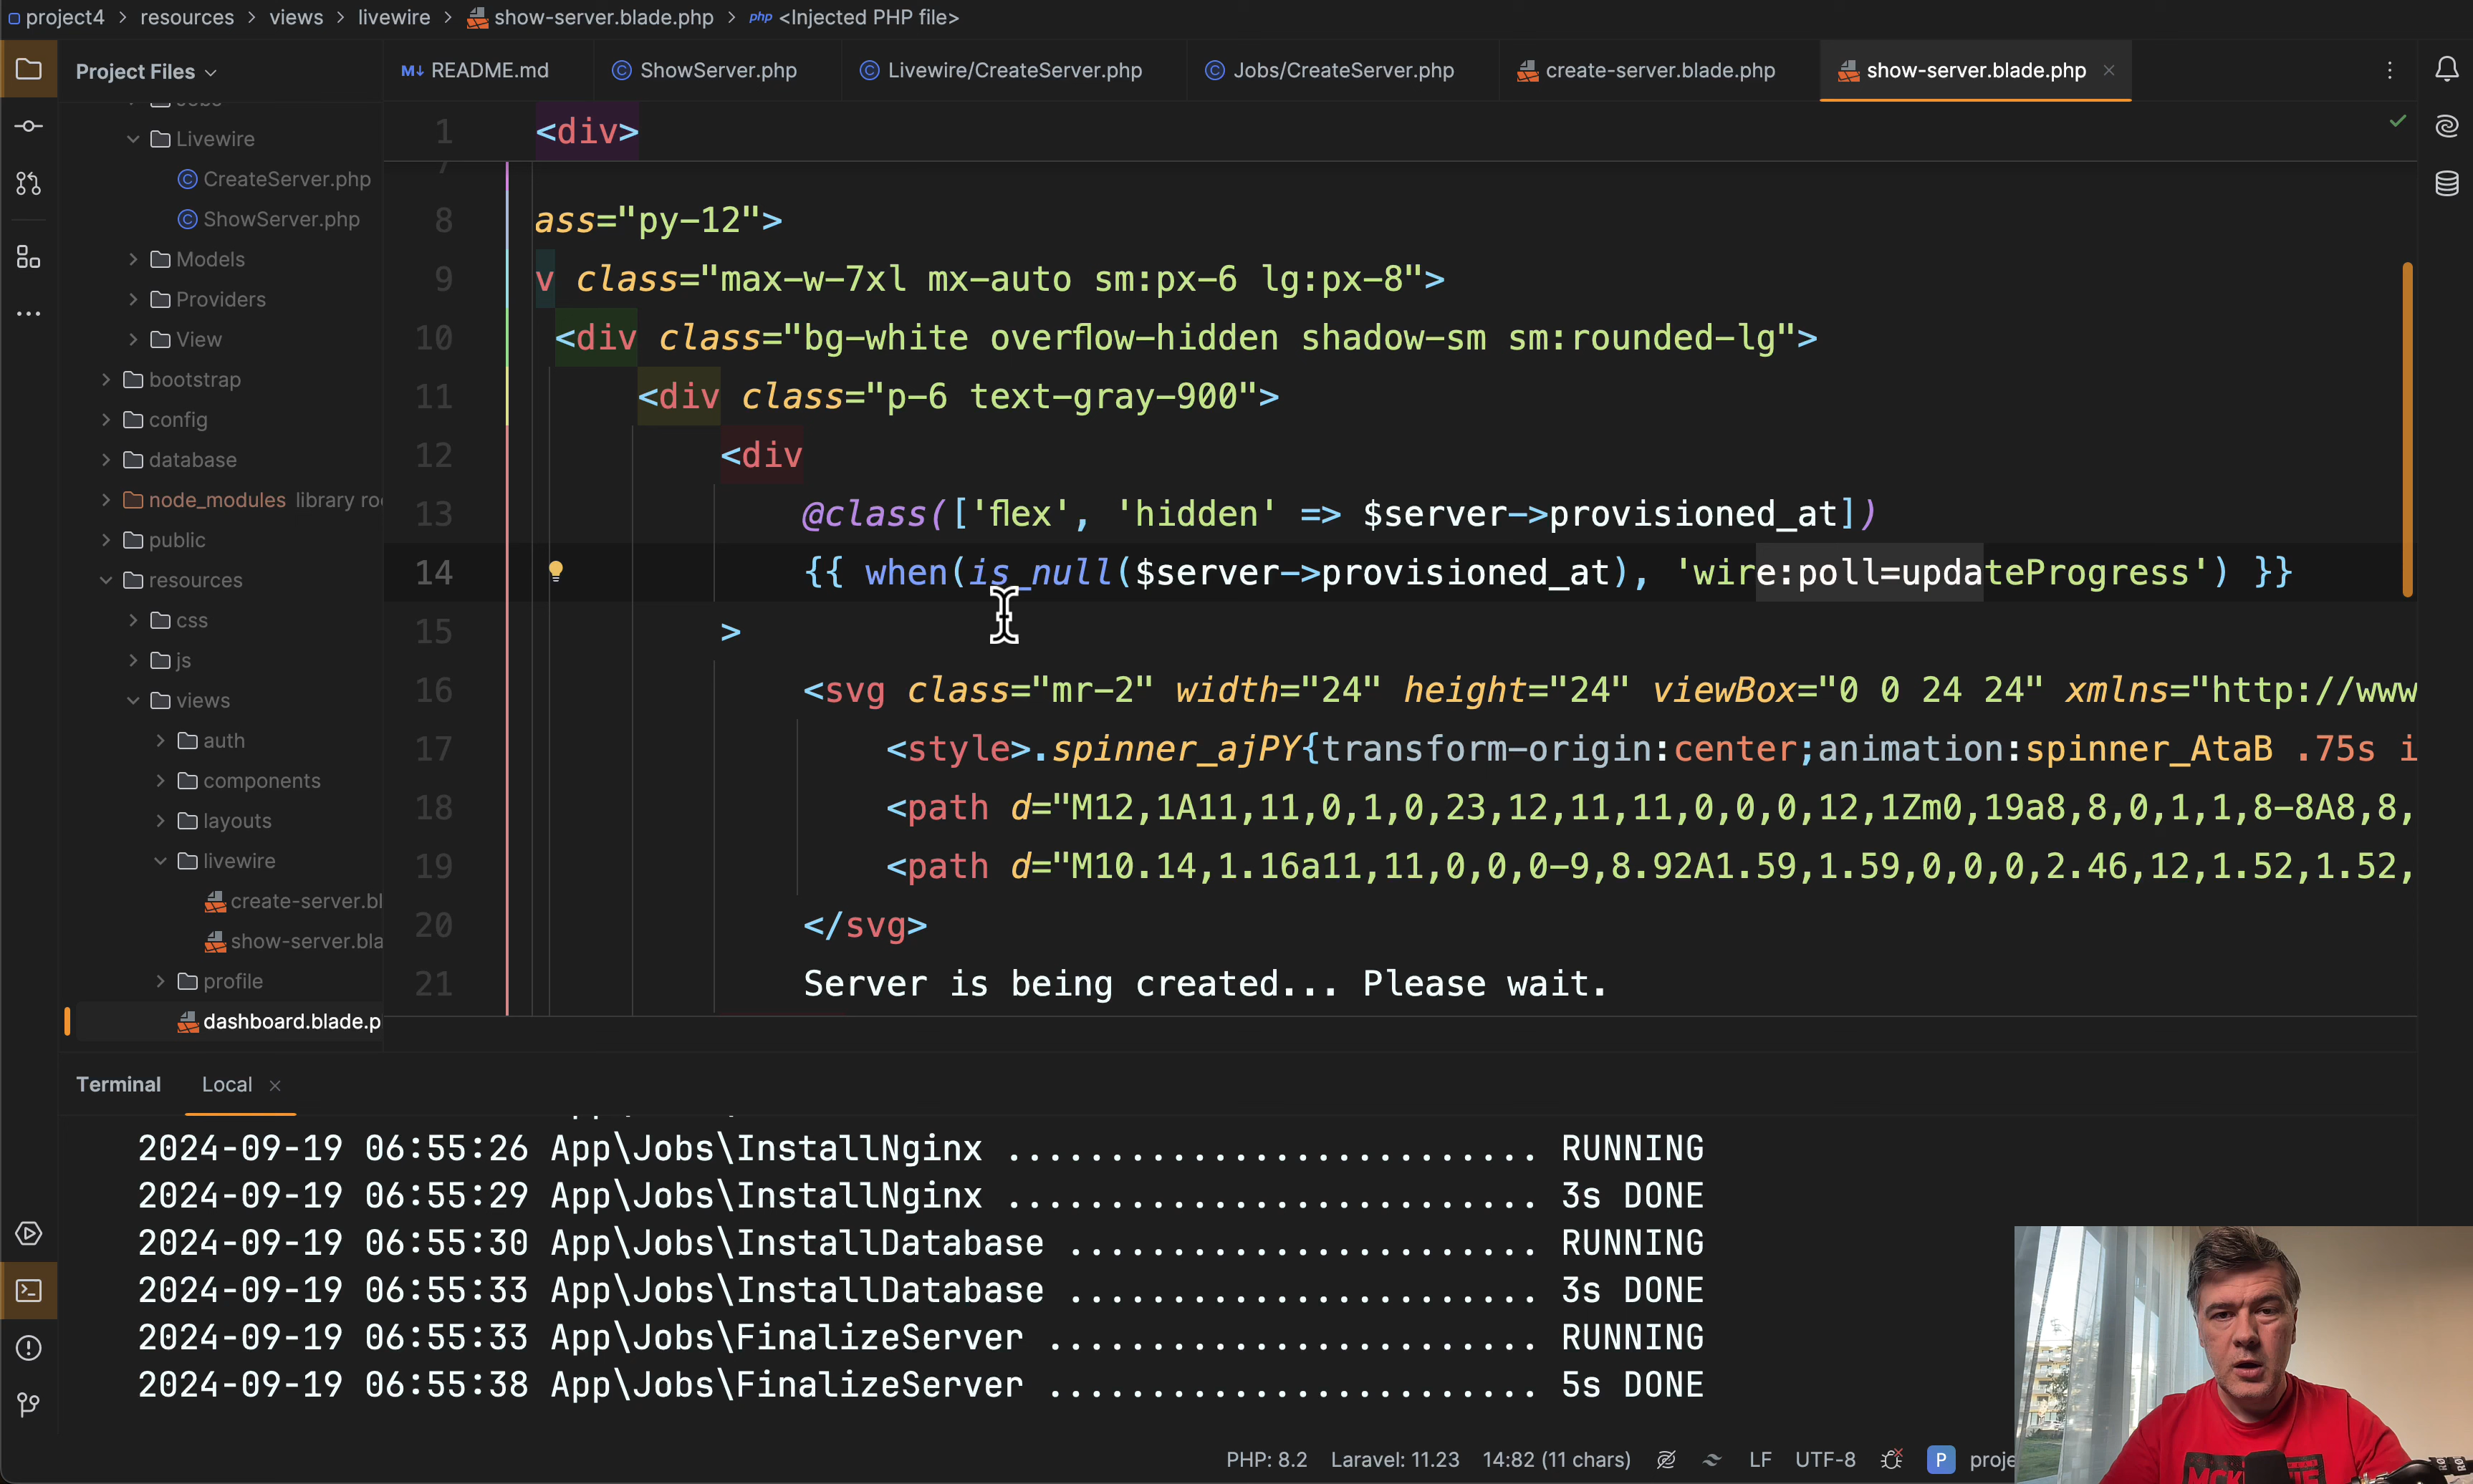 project4 > resources > views > livewire > show-server.blade.php > php <Injected PHP file>
Project Files
README.md
ShowServer.php
Livewire/CreateServer.php
Jobs/CreateServer.php
create-server.blade.php
show-server.blade.php
Livewire
CreateServer.php
ShowServer.php
Models
Providers
View
bootstrap
config
database
node_modules library roo
public
resources
css
js
views
auth
components
layouts
livewire
create-server.bl
show-server.bla
profile
dashboard.blade.p
1 <div>
7
8 ass="py-12">
9 v class="max-w-7xl mx-auto sm:px-6 lg:px-8">
10 <div class="bg-white overflow-hidden shadow-sm sm:rounded-lg">
11 <div class="p-6 text-gray-900">
12 <div
13 @class(['flex', 'hidden' => $server->provisioned_at])
14 {{ when(is_null($server->provisioned_at), 'wire:poll=updateProgress') }}
15 >
16 <svg class="mr-2" width="24" height="24" viewBox="0 0 24 24" xmlns="http://www
17 <style>.spinner_ajPY{transform-origin:center;animation:spinner_AtaB .75s i
18 <path d="M12,1A11,11,0,1,0,23,12,11,11,0,0,0,12,1Zm0,19a8,8,0,1,1,8-8A8,8,
19 <path d="M10.14,1.16a11,11,0,0,0-9,8.92A1.59,1.59,0,0,0,2.46,12,1.52,1.52,
20 </svg>
21 Server is being created... Please wait.
Terminal Local
2024-09-19 06:55:26 App\Jobs\InstallNginx .......................... RUNNING
2024-09-19 06:55:29 App\Jobs\InstallNginx .......................... 3s DONE
2024-09-19 06:55:30 App\Jobs\InstallDatabase ....................... RUNNING
2024-09-19 06:55:33 App\Jobs\InstallDatabase ....................... 3s DONE
2024-09-19 06:55:33 App\Jobs\FinalizeServer ........................ RUNNING
2024-09-19 06:55:38 App\Jobs\FinalizeServer ........................ 5s DONE
PHP: 8.2 Laravel: 11.23 14:82 (11 chars) LF UTF-8 P proje